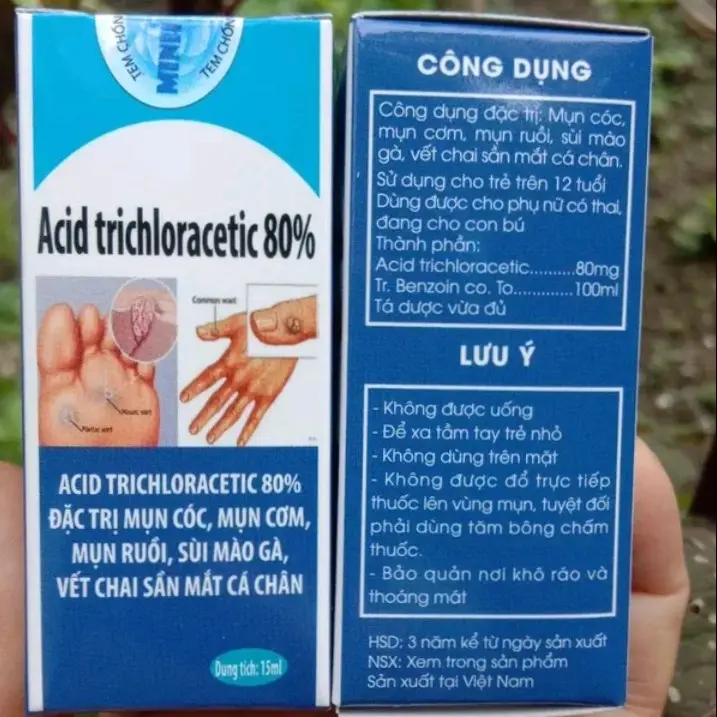 TEM CHỐN
MINH
TEM CHỐN
Acid trichloracetic 80%
Common wart
Mosaic wart
Plantar wart
ACID TRICHLORACETIC 80%
ĐẶC TRỊ MỤN CÓC, MỤN CƠM,
MỤN RUỒI, SÙI MÀO GÀ,
VẾT CHAI SẦN MẮT CÁ CHÂN
Dung tích: 15ml
CÔNG DỤNG
Công dụng đặc trị: Mụn cóc,
mụn cơm, mụn ruồi, sùi mào
gà, vết chai sần mắt cá chân.
Sử dụng cho trẻ trên 12 tuổi
Dùng được cho phụ nữ có thai,
đang cho con bú
Thành phần:
Acid trichloracetic..........80mg
Tr. Benzoin co. To............100ml
Tá dược vừa đủ
LƯU Ý
- Không được uống
- Để xa tầm tay trẻ nhỏ
- Không dùng trên mặt
- Không được đổ trực tiếp
thuốc lên vùng mụn, tuyệt đối
phải dùng tăm bông chấm
thuốc.
- Bảo quản nơi khô ráo và
thoáng mát
HSD: 3 năm kể từ ngày sản xuất
NSX: Xem trong sản phẩm
Sản xuất tại Việt Nam